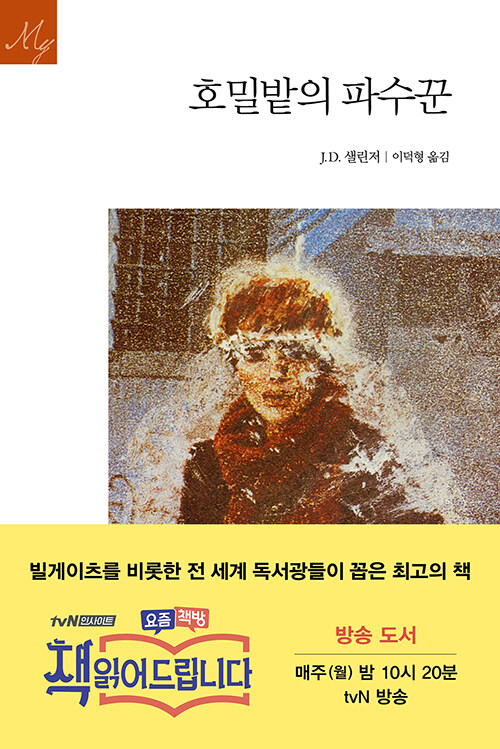 My
호밀밭의 파수꾼
J.D. 샐린저 | 이덕형 옮김
빌게이츠를 비롯한 전 세계 독서광들이 꼽은 최고의 책
tvN 인사이트
요즘책방
책 읽어드립니다
방송 도서
매주(월) 밤 10시 20분
tvN 방송